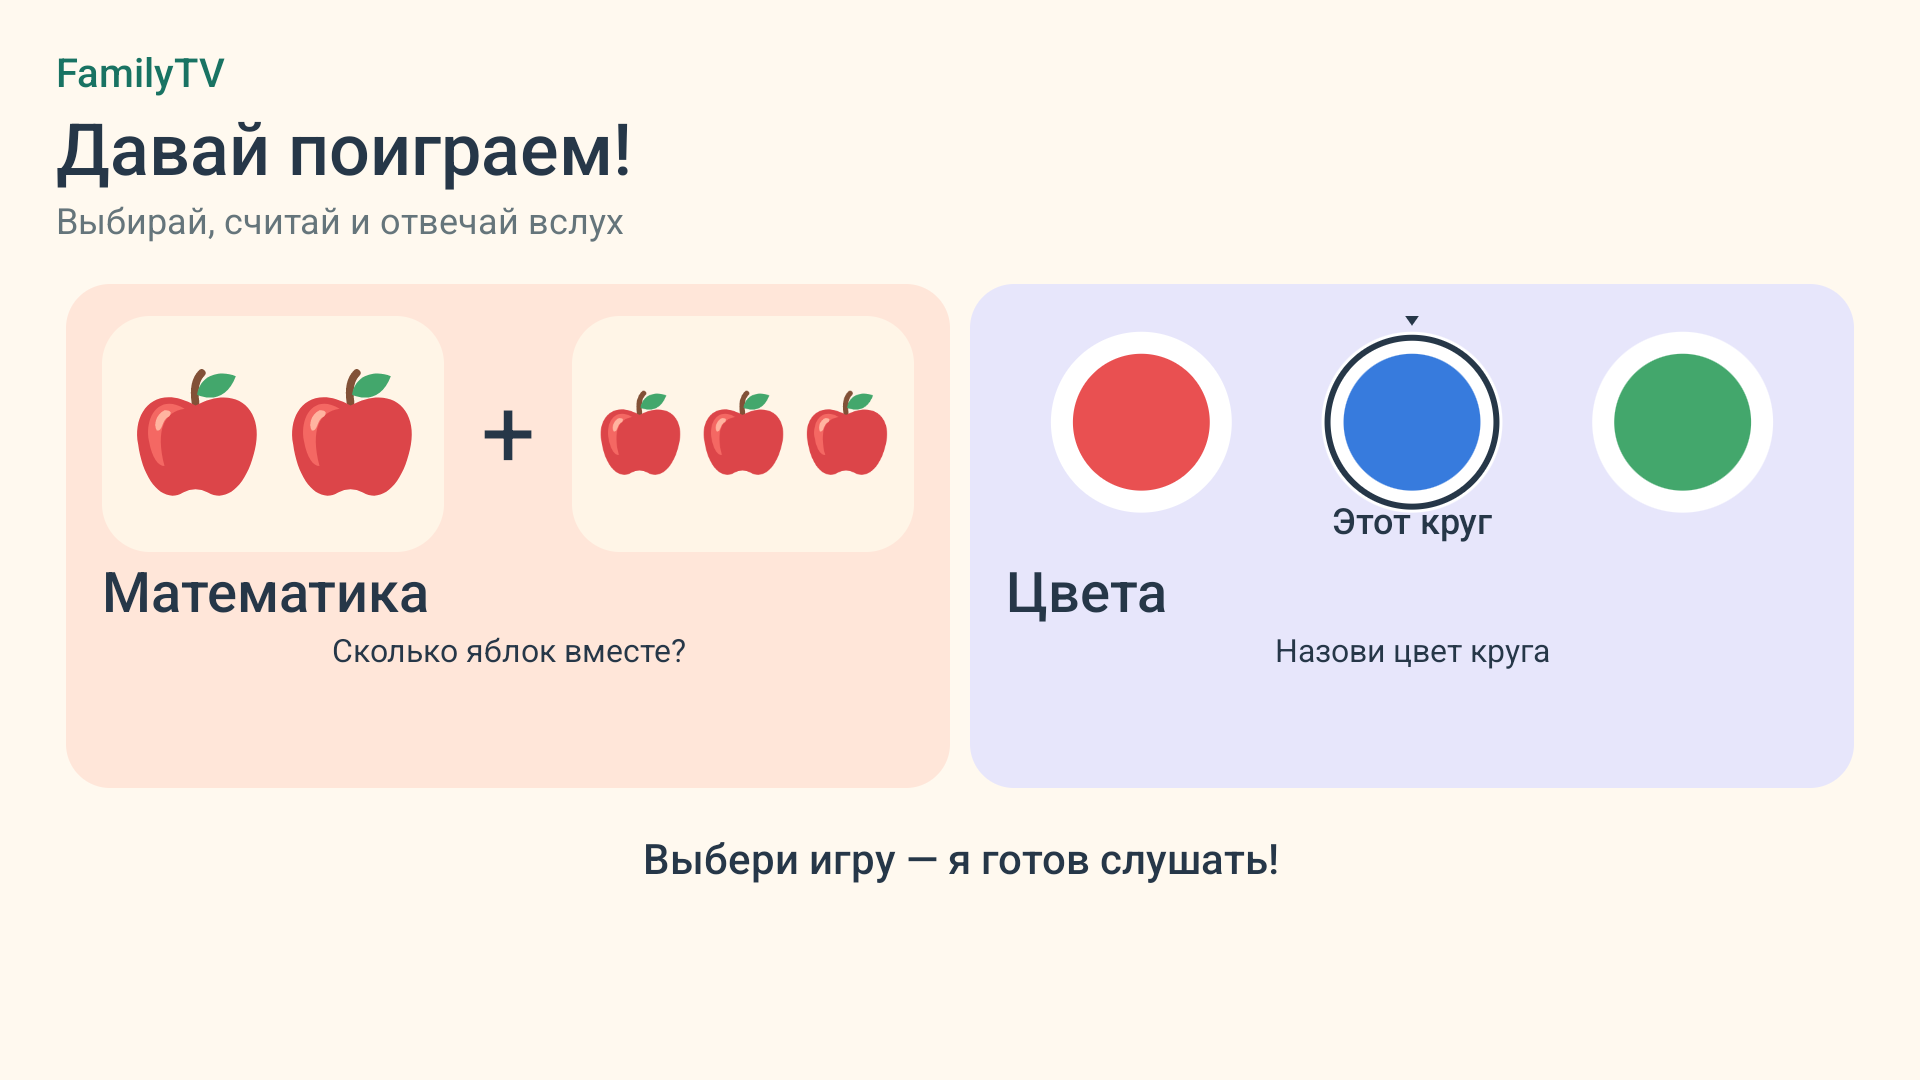 FamilyTV
Давай поиграем!
Выбирай, считай и отвечай вслух
+
Этот круг
Математика
Цвета
Сколько яблок вместе?
Назови цвет круга
Выбери игру — я готов слушать!